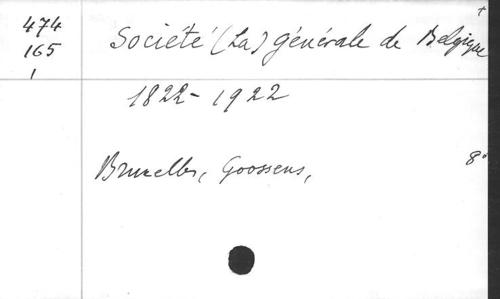 474
165
1
Société (La) générale de Belgique +
1822-1922
Bruxelles, Goossens, 8°